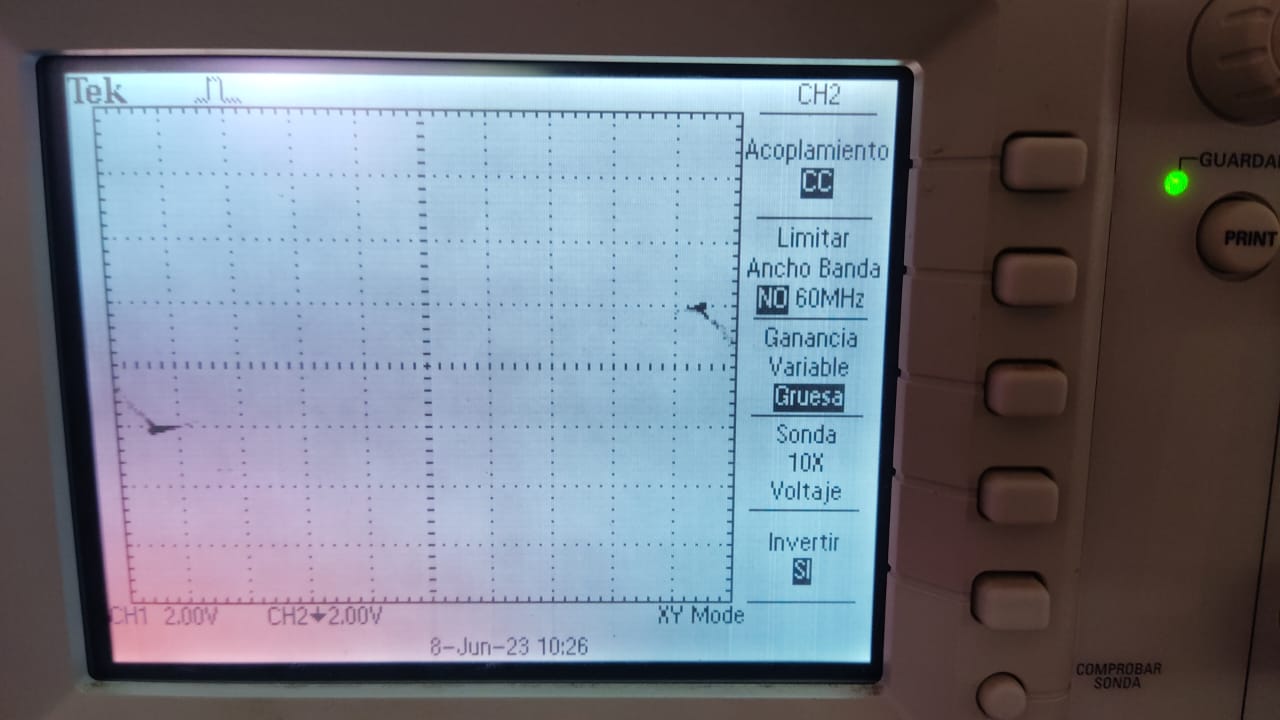 Tek
CH2
Acoplamiento
CC
Limitar
Ancho Banda
NO 60MHz
Ganancia
Variable
Gruesa
Sonda
10X
Voltaje
Invertir
SI
CH1 2.00V CH2 2.00V XY Mode
8-Jun-23 10:26
GUARDA
PRINT
COMPROBAR
SONDA